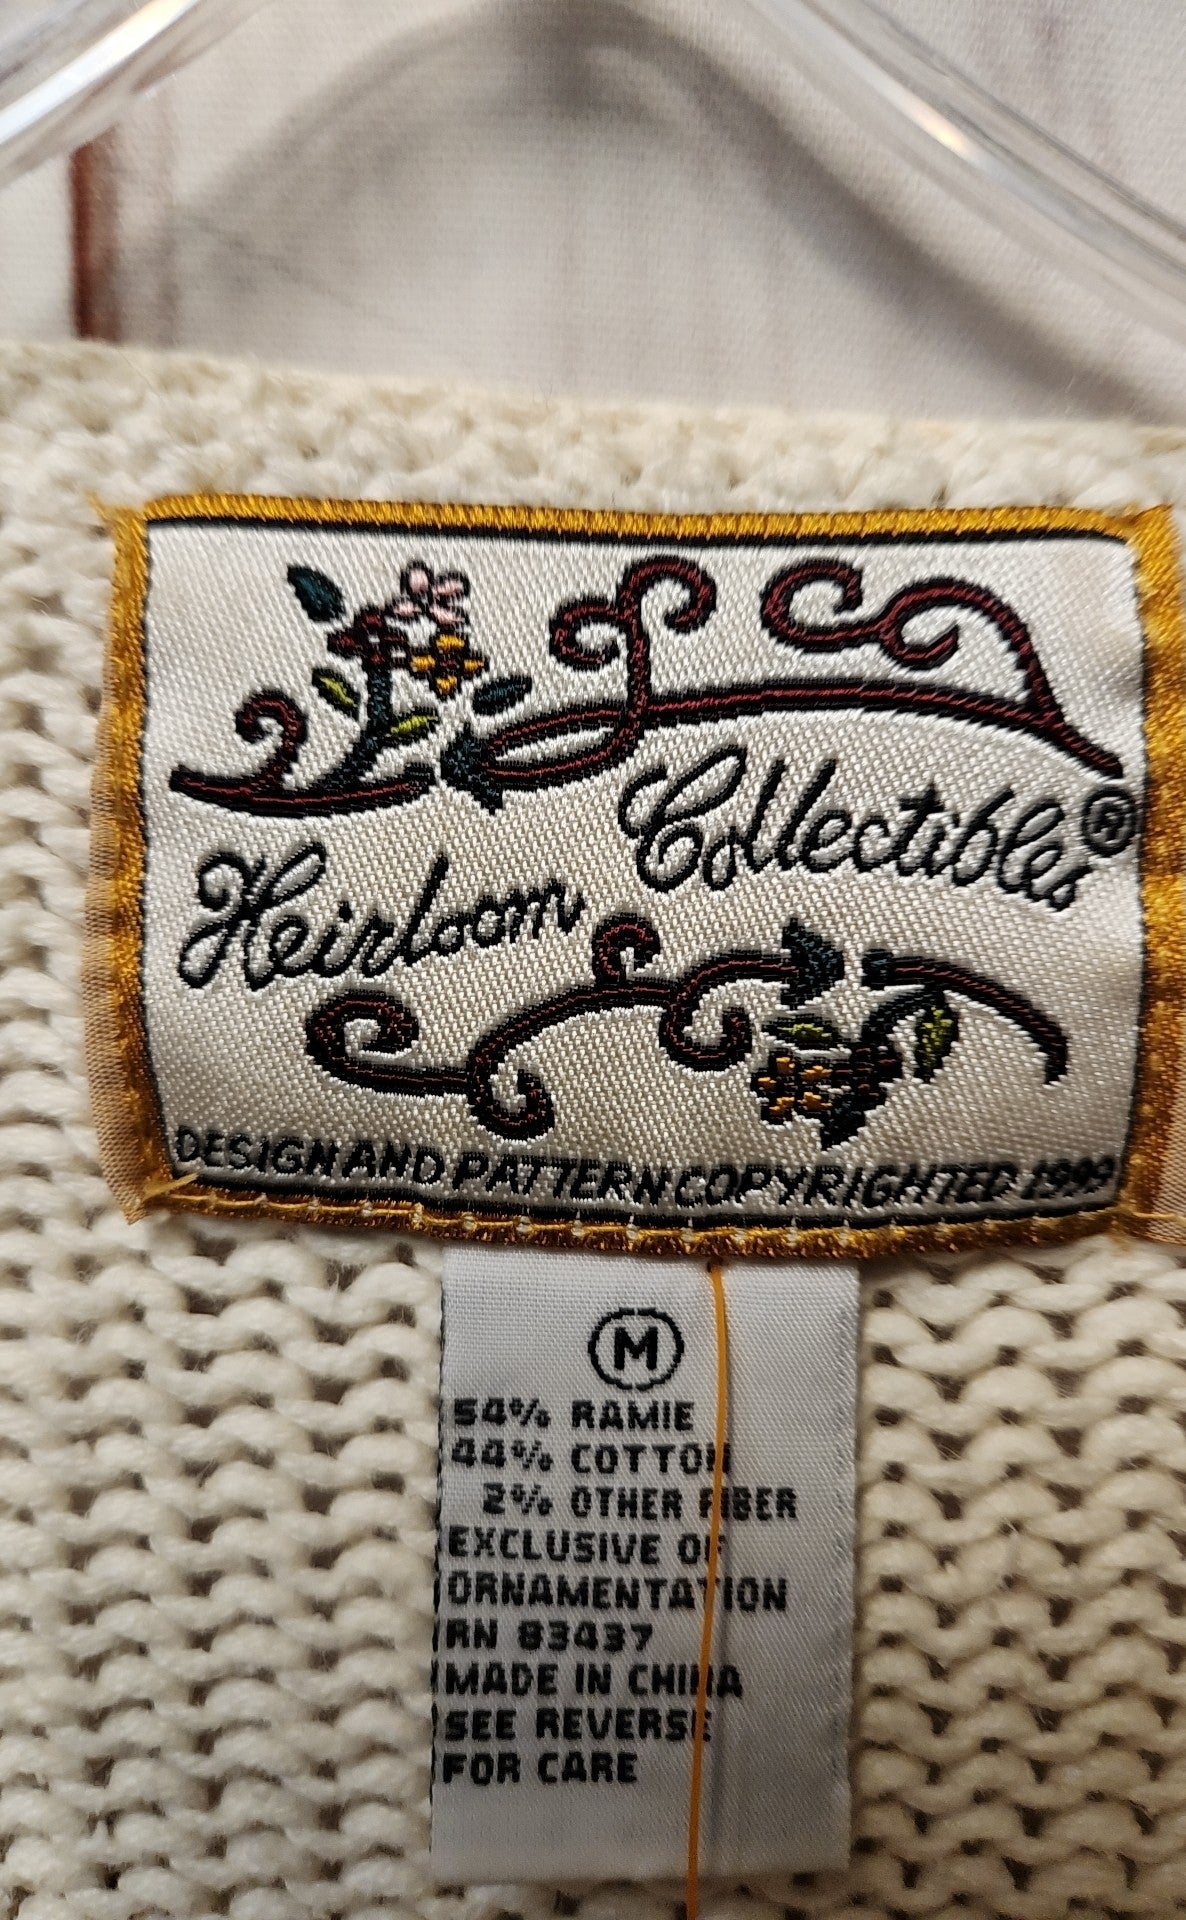 Heirloom Collectibles®
DESIGN AND PATTERN COPYRIGHTED 1999
M
54% RAMIE
44% COTTON
2% OTHER FIBER
EXCLUSIVE OF
ORNAMENTATION
RN 83437
MADE IN CHINA
SEE REVERSE
FOR CARE